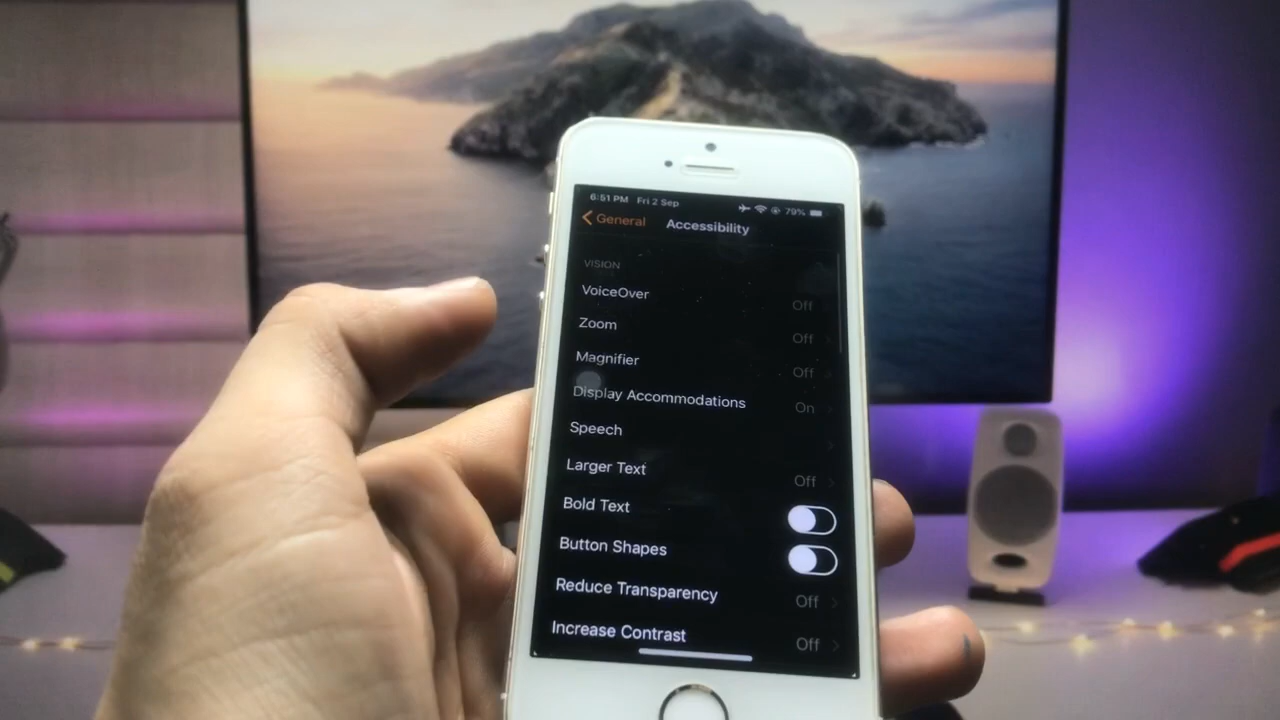 6:51 PM Fri 2 Sep 79%
General Accessibility
VISION
VoiceOver Off
Zoom Off
Magnifier Off
Display Accommodations On
Speech
Larger Text Off
Bold Text
Button Shapes
Reduce Transparency Off
Increase Contrast Off